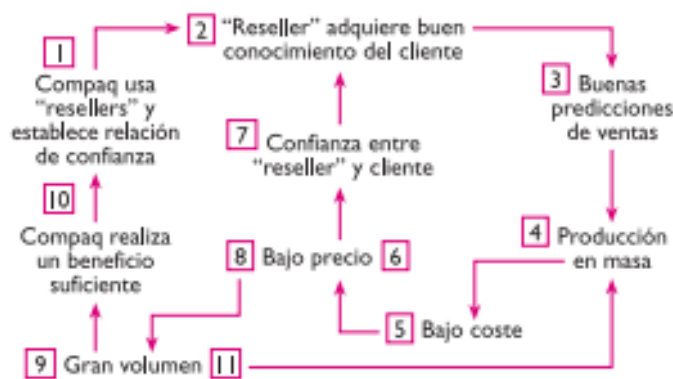 1
Compaq usa
“resellers” y
establece relación
de confianza
2 “Reseller” adquiere buen
conocimiento del cliente
3 Buenas
predicciones
de ventas
7 Confianza entre
“reseller” y cliente
10
Compaq realiza
un beneficio
suficiente
8 Bajo precio 6
4 Producción
en masa
5 Bajo coste
9 Gran volumen 11